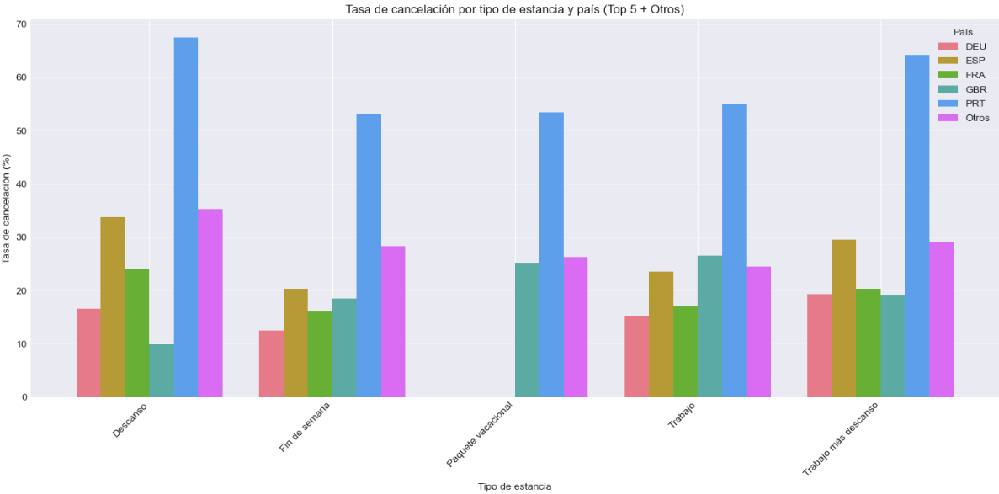 Tasa de cancelación por tipo de estancia y país (Top 5 + Otros)
País
DEU
ESP
FRA
GBR
PRT
Otros
Tasa de cancelación (%)
70
60
50
40
30
20
10
0
Descanso
Fin de semana
Paquete vacacional
Trabajo
Trabajo más descanso
Tipo de estancia